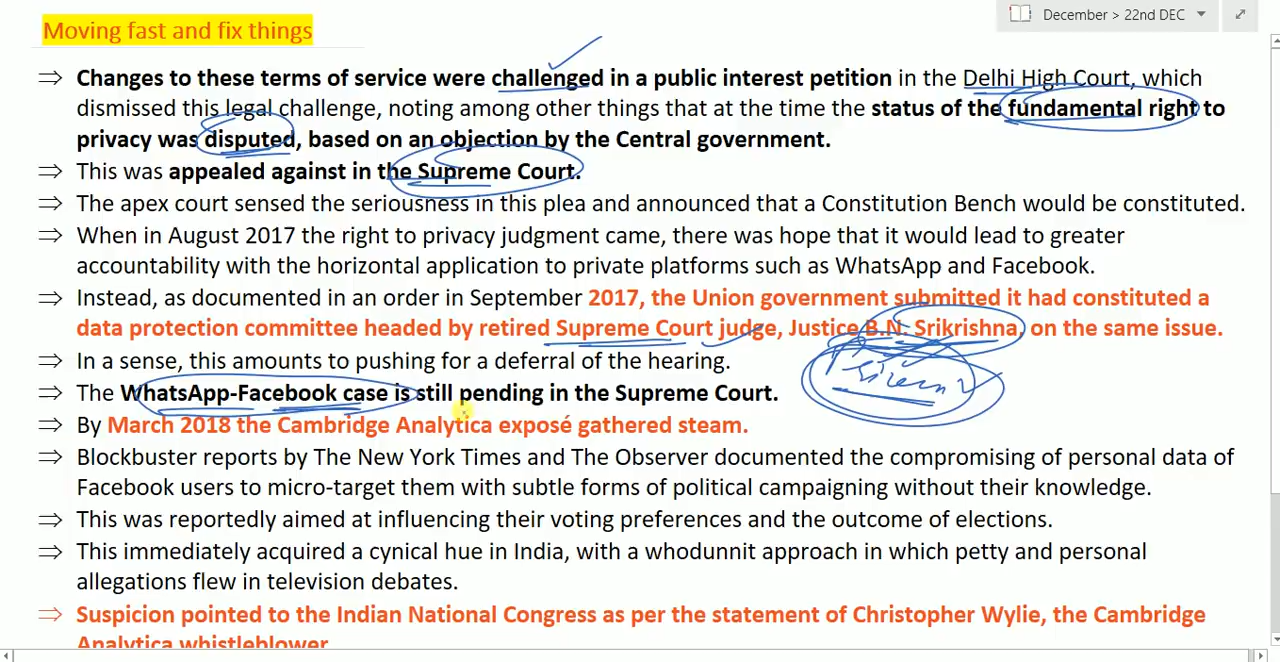 December > 22nd DEC
Moving fast and fix things
⇒ Changes to these terms of service were challenged in a public interest petition in the Delhi High Court, which
dismissed this legal challenge, noting among other things that at the time the status of the fundamental right to
privacy was disputed, based on an objection by the Central government.
⇒ This was appealed against in the Supreme Court.
⇒ The apex court sensed the seriousness in this plea and announced that a Constitution Bench would be constituted.
⇒ When in August 2017 the right to privacy judgment came, there was hope that it would lead to greater
accountability with the horizontal application to private platforms such as WhatsApp and Facebook.
⇒ Instead, as documented in an order in September 2017, the Union government submitted it had constituted a
data protection committee headed by retired Supreme Court judge, Justice B.N. Srikrishna, on the same issue.
⇒ In a sense, this amounts to pushing for a deferral of the hearing.
⇒ The WhatsApp-Facebook case is still pending in the Supreme Court.
⇒ By March 2018 the Cambridge Analytica exposé gathered steam.
⇒ Blockbuster reports by The New York Times and The Observer documented the compromising of personal data of
Facebook users to micro-target them with subtle forms of political campaigning without their knowledge.
⇒ This was reportedly aimed at influencing their voting preferences and the outcome of elections.
⇒ This immediately acquired a cynical hue in India, with a whodunnit approach in which petty and personal
allegations flew in television debates.
⇒ Suspicion pointed to the Indian National Congress as per the statement of Christopher Wylie, the Cambridge
Analytica whistleblower